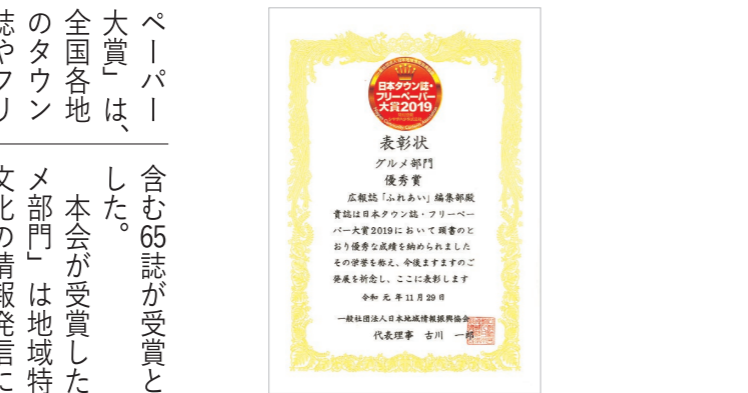 ペーパー
大賞」は、
全国各地
のタウン
誌やフリ
含む65誌が受賞と
した。
本会が受賞した
メ部門」は地域特
文化の情報発信に
日本タウン誌・
フリーペーパー
大賞2019
表彰状
グルメ部門
優秀賞
広報誌「ふれあい」編集部殿
貴誌は日本タウン誌・フリーペー
パー大賞2019において頭書のと
おり優秀な成績を納められました
その栄誉を称え、今後ますますのご
発展を祈念し、ここに表彰します
令和元年11月29日
一般社団法人日本地域情報振興協会
代表理事 古川 一郎